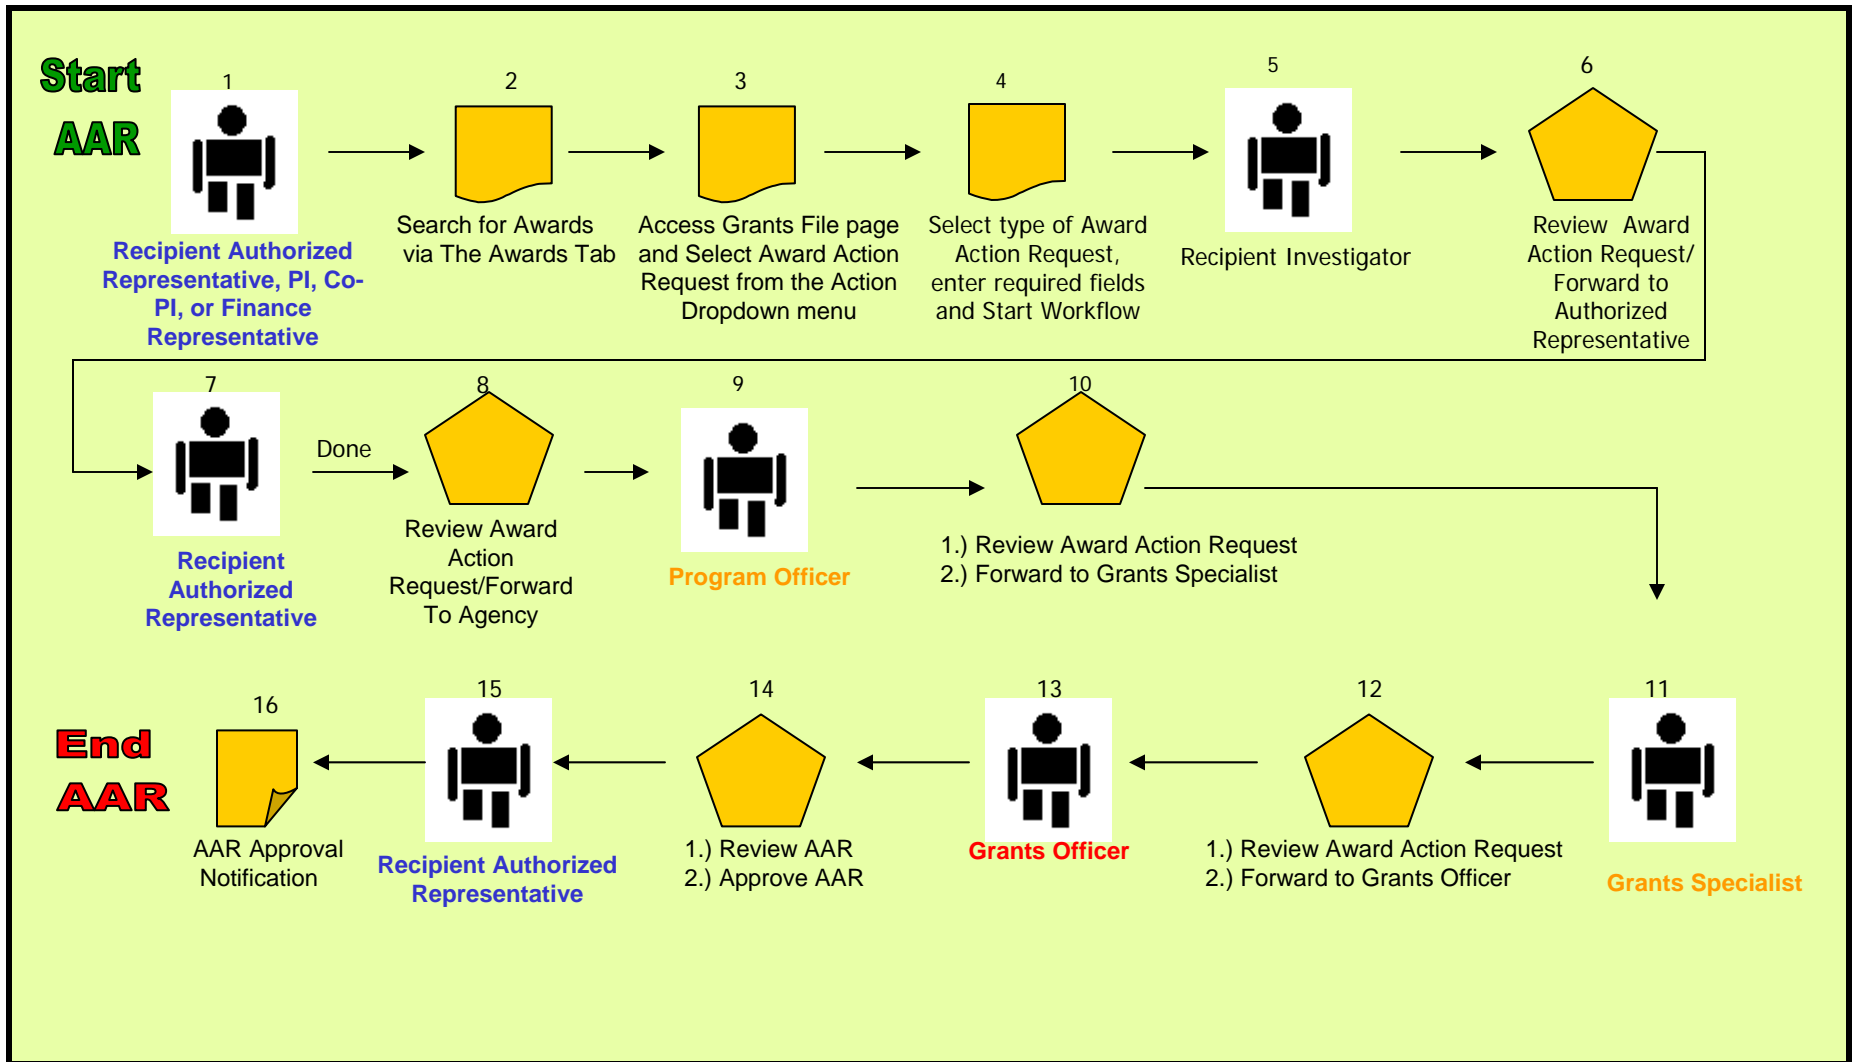 Start
AAR
1
Recipient Authorized
Representative, PI, Co-
PI, or Finance
Representative
2
Search for Awards
via The Awards Tab
3
Access Grants File page
and Select Award Action
Request from the Action
Dropdown menu
4
Select type of Award
Action Request,
enter required fields
and Start Workflow
5
Recipient Investigator
6
Review Award
Action Request/
Forward to
Authorized
Representative
7
Recipient
Authorized
Representative
Done
8
Review Award
Action
Request/Forward
To Agency
9
Program Officer
10
1.) Review Award Action Request
2.) Forward to Grants Specialist
End
AAR
16
AAR Approval
Notification
15
Recipient Authorized
Representative
14
1.) Review AAR
2.) Approve AAR
13
Grants Officer
12
1.) Review Award Action Request
2.) Forward to Grants Officer
11
Grants Specialist